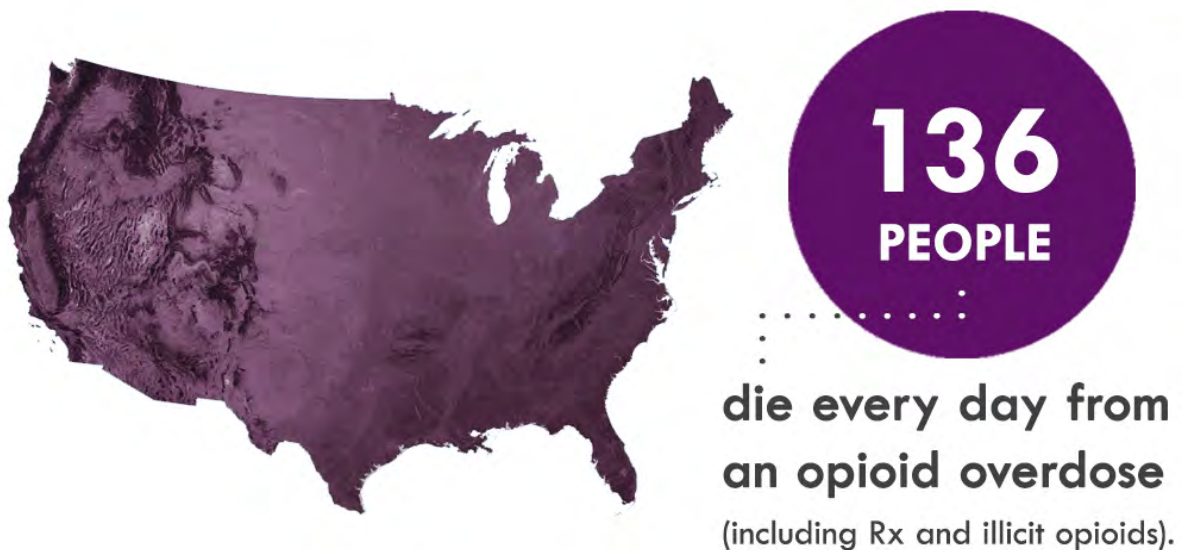 136
PEOPLE
die every day from
an opioid overdose
(including Rx and illicit opioids).